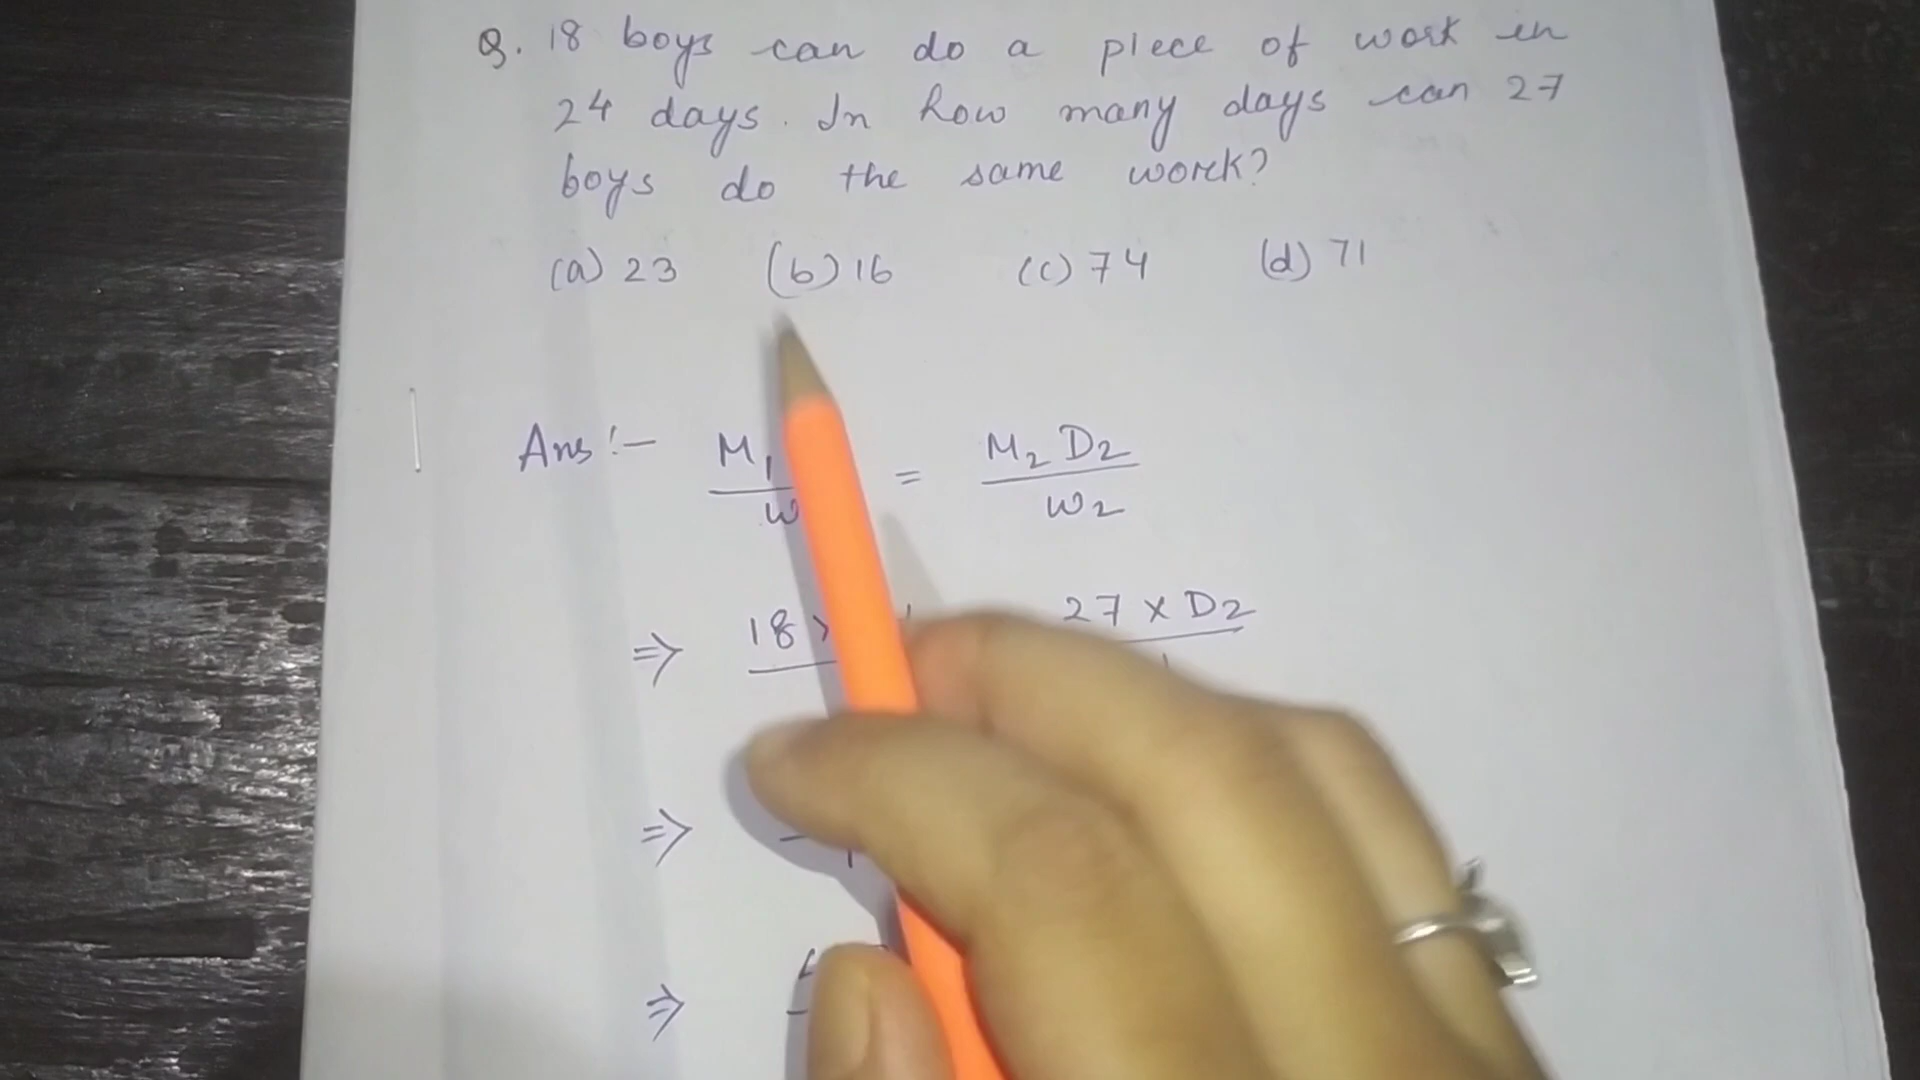 Q. 18 boys can do a piece of work in
24 days. In how many days can 27
boys do the same work?
(a) 23 (b) 16 (c) 74 (d) 71
Ans :- M1 = M2 D2
W W2
⇒ 18 × 27 × D2
⇒
⇒